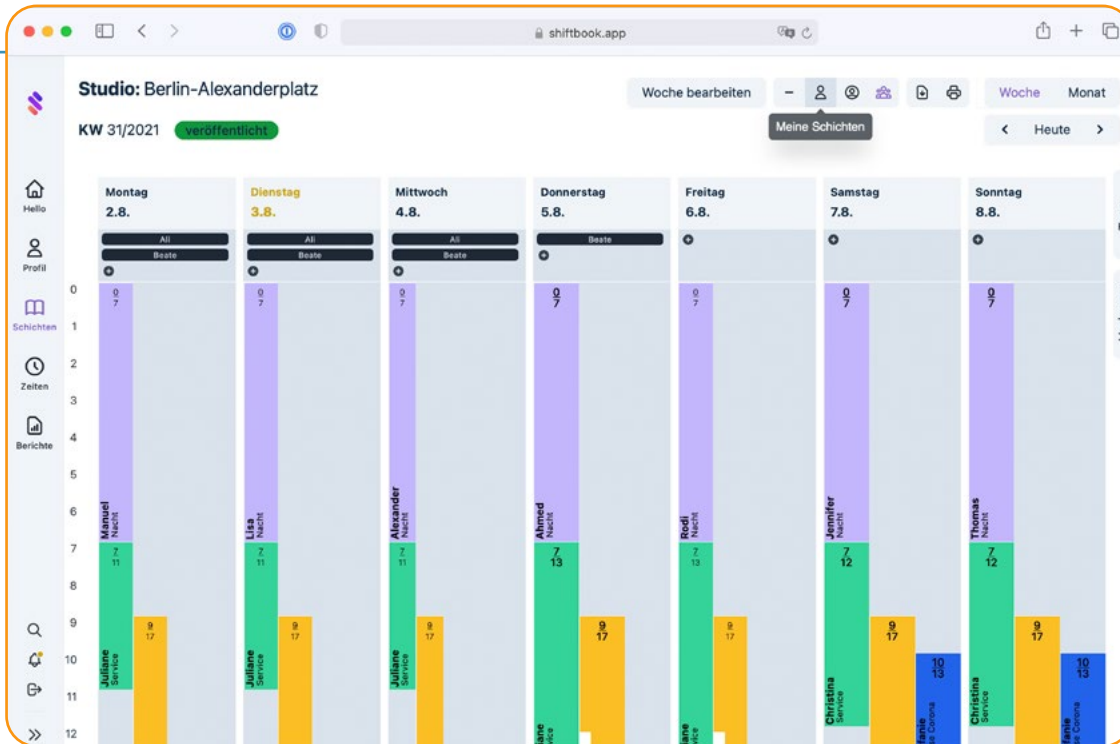 shiftbook.app
Studio: Berlin-Alexanderplatz
Woche bearbeiten
Woche Monat
KW 31/2021 veröffentlicht
Meine Schichten
Heute
Hello
Profil
Schichten
Zeiten
Berichte
Montag Dienstag Mittwoch Donnerstag Freitag Samstag Sonntag
2.8. 3.8. 4.8. 5.8. 6.8. 7.8. 8.8.
Ali Ali Ali Beate
Beate Beate Beate
0 0 0 0 0 0 0 0
7 7 7 7 7 7 7
1
2
3
4
5
6
Manuel Lisa Alexander Ahmed Rodi Jennifer Thomas
Nacht Nacht Nacht Nacht Nacht Nacht Nacht
7 7 7 7 7 7 7 7
11 11 11 13 13 12 12
8
9 9 9 9 9 9 9 9
17 17 17 17 17 17 17
10 10 10
13 13
Juliane Juliane Juliane Christina Christina
Service Service Service Service Service
11
12